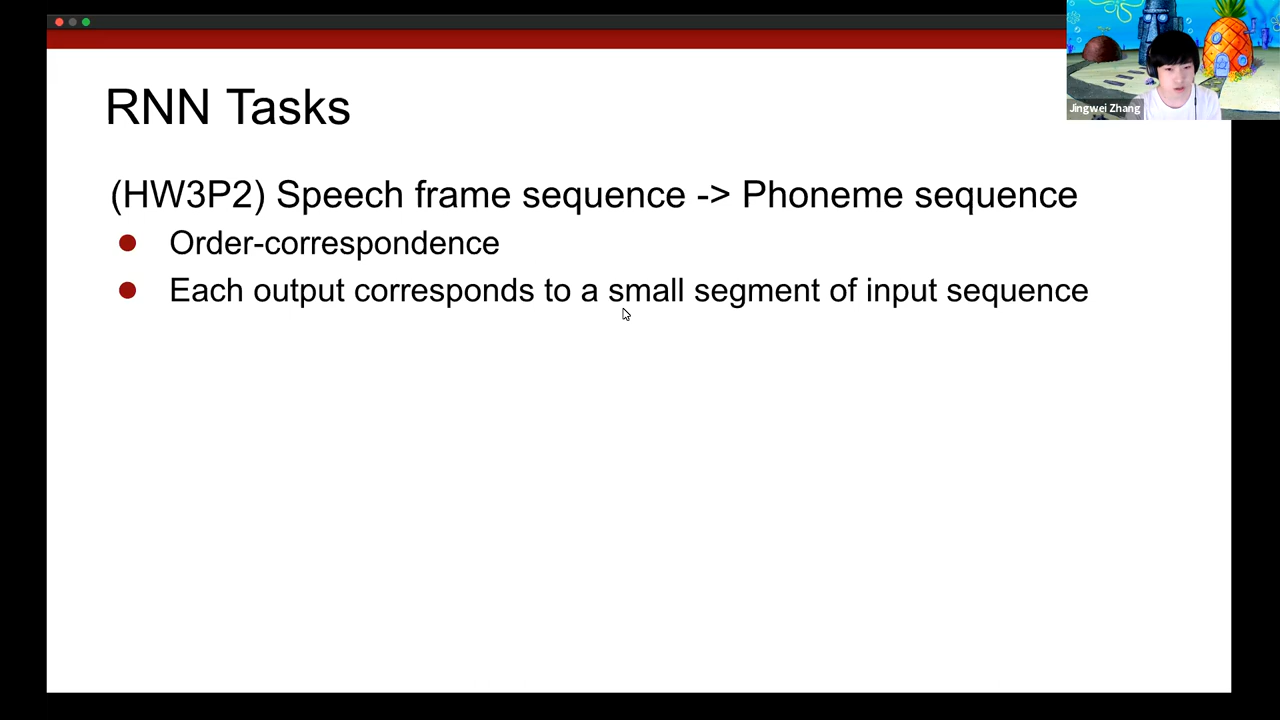 Jingwei Zhang
RNN Tasks
(HW3P2) Speech frame sequence -> Phoneme sequence
● Order-correspondence
● Each output corresponds to a small segment of input sequence